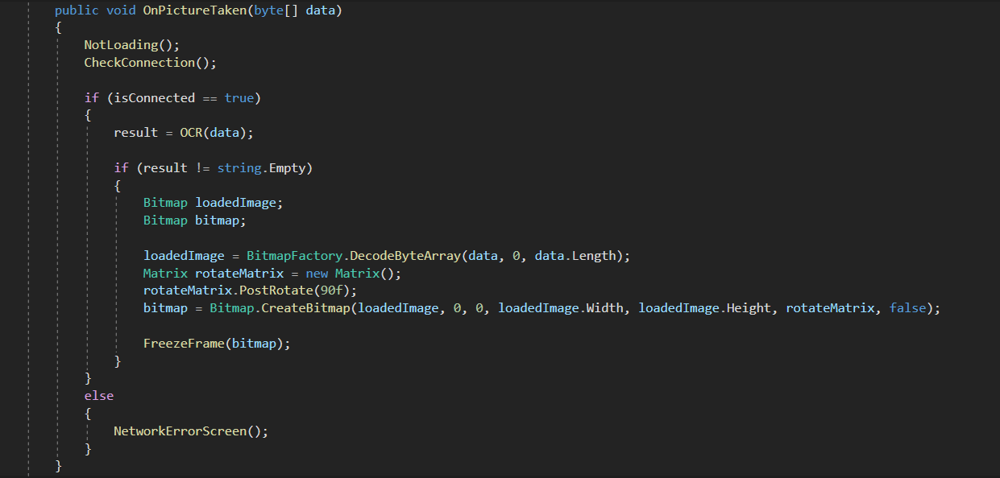 public void OnPictureTaken(byte[] data)
{
NotLoading();
CheckConnection();
if (isConnected == true)
{
result = OCR(data);
if (result != string.Empty)
{
Bitmap loadedImage;
Bitmap bitmap;
loadedImage = BitmapFactory.DecodeByteArray(data, 0, data.Length);
Matrix rotateMatrix = new Matrix();
rotateMatrix.PostRotate(90f);
bitmap = Bitmap.CreateBitmap(loadedImage, 0, 0, loadedImage.Width, loadedImage.Height, rotateMatrix, false);
FreezeFrame(bitmap);
}
}
else
{
NetworkErrorScreen();
}
}